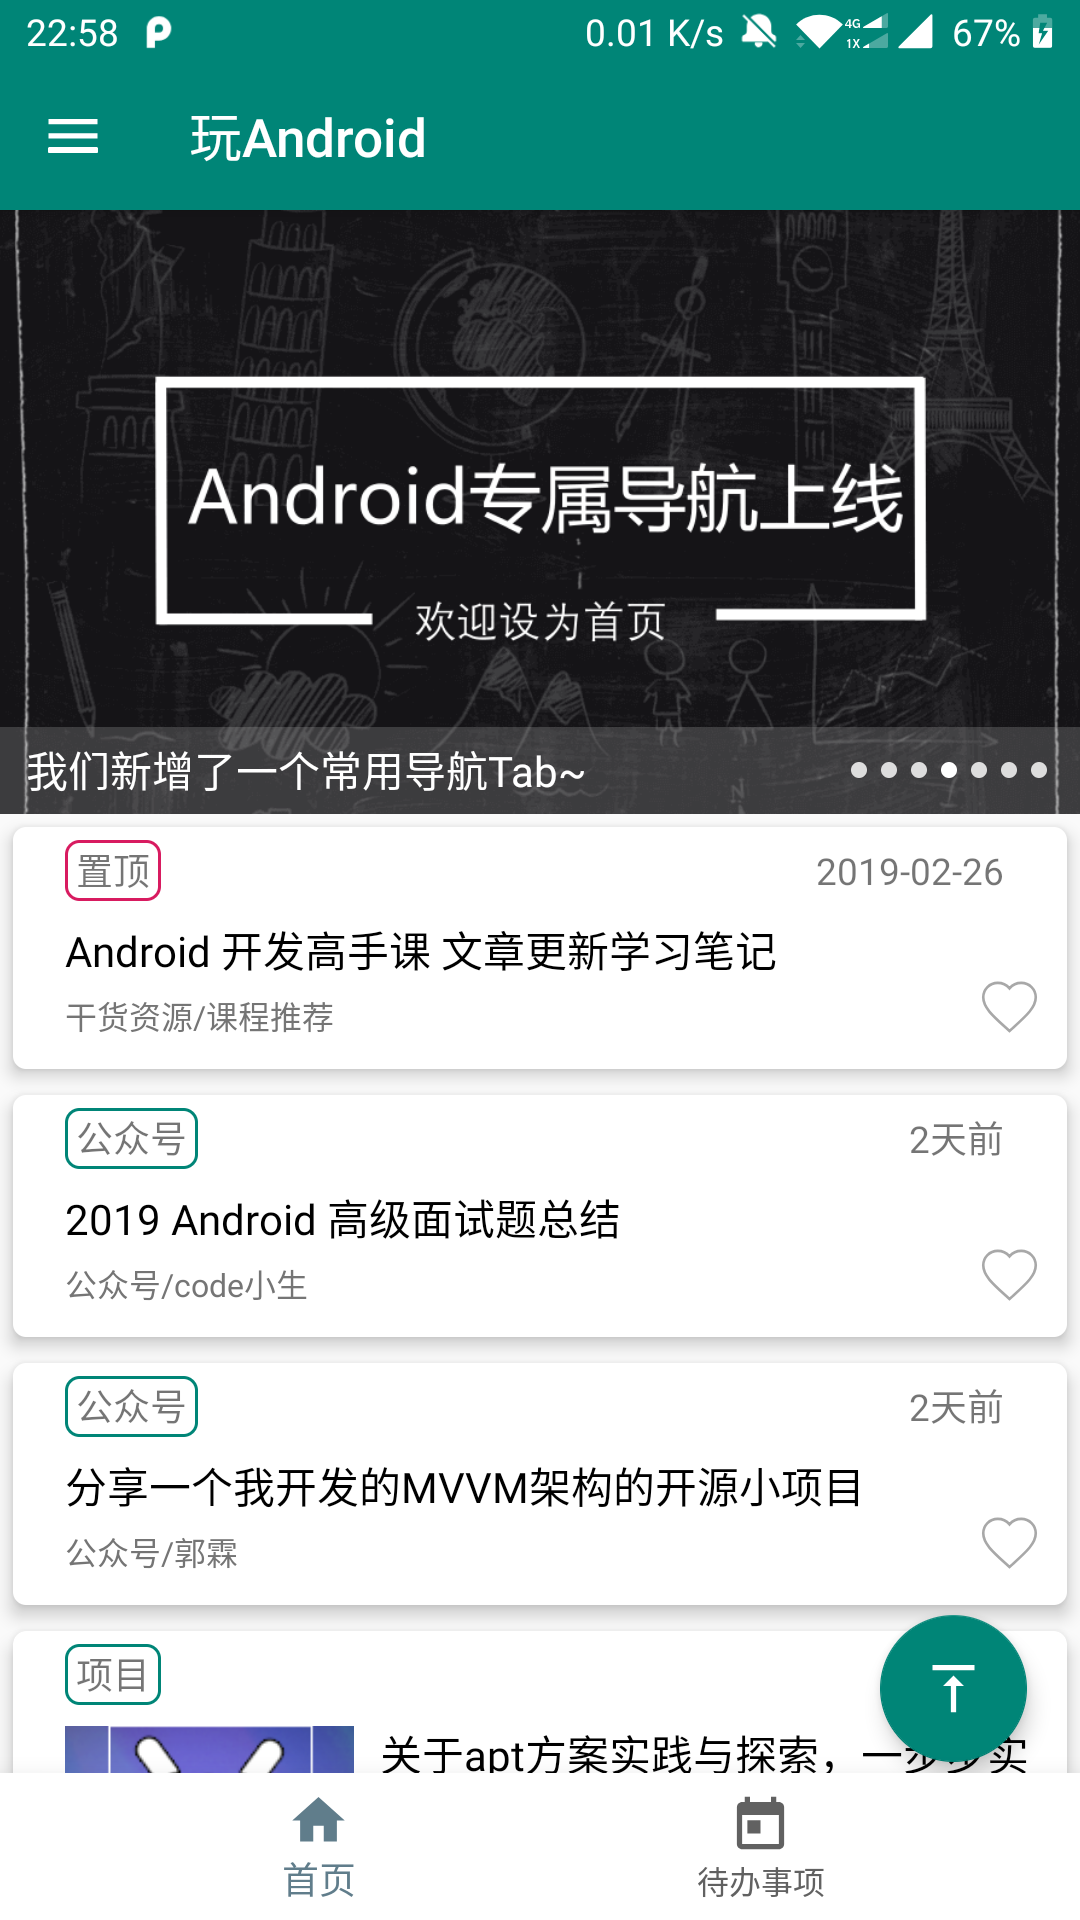 22:58 0.01 K/s 4G 1X 67%
玩Android
Android专属导航上线
欢迎设为首页
我们新增了一个常用导航Tab~
置顶 2019-02-26
Android 开发高手课 文章更新学习笔记
干货资源/课程推荐
公众号 2天前
2019 Android 高级面试题总结
公众号/code小生
公众号 2天前
分享一个我开发的MVVM架构的开源小项目
公众号/郭霖
项目
关于apt方案实践与探索，一步步实
首页 待办事项